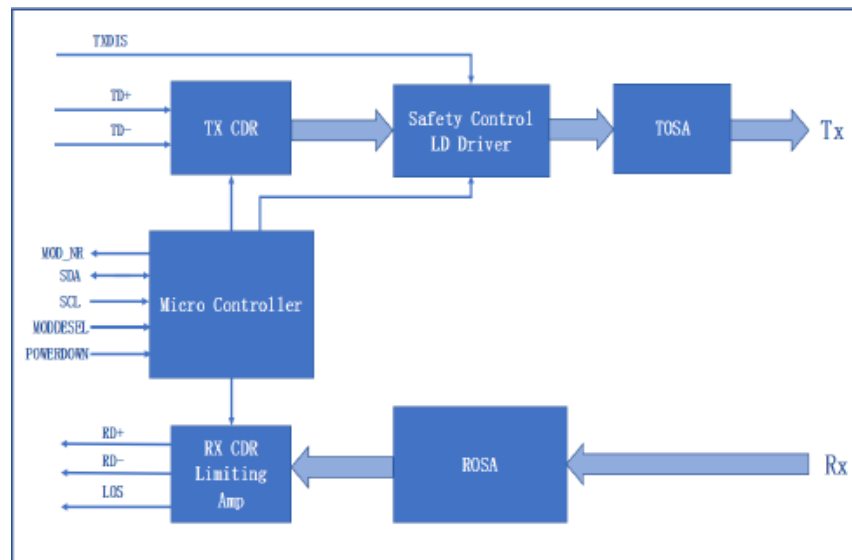 TXDIS
TD+
TD-
TX CDR
Safety Control
LD Driver
TOSA
Tx
MOD_NR
SDA
SCL
MODDESEL
POWERDOWN
Micro Controller
RD+
RD-
LOS
RX CDR
Limiting
Amp
ROSA
Rx